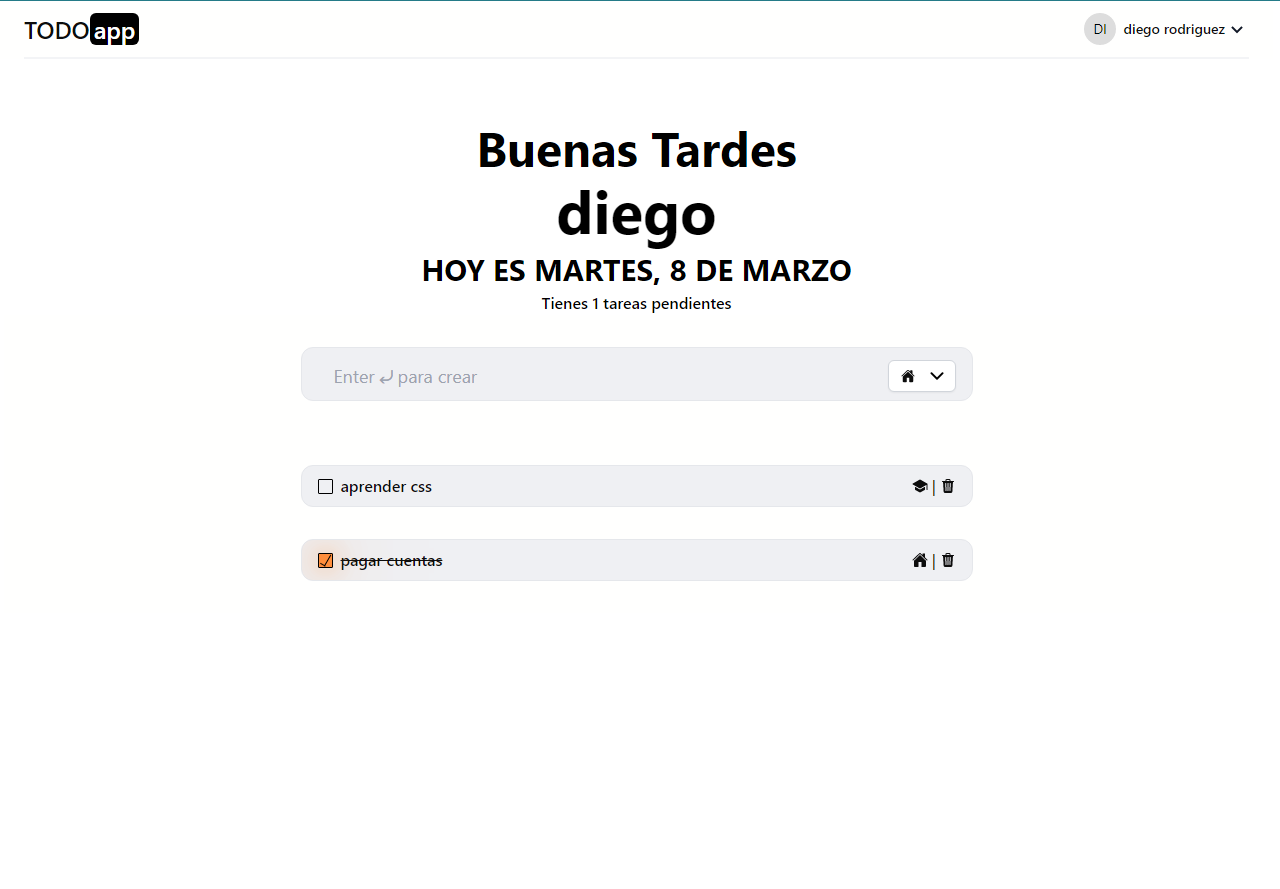 TODOapp
DI diego rodriguez
Buenas Tardes
diego
HOY ES MARTES, 8 DE MARZO
Tienes 1 tareas pendientes
Enter para crear
aprender css |
pagar cuentas |